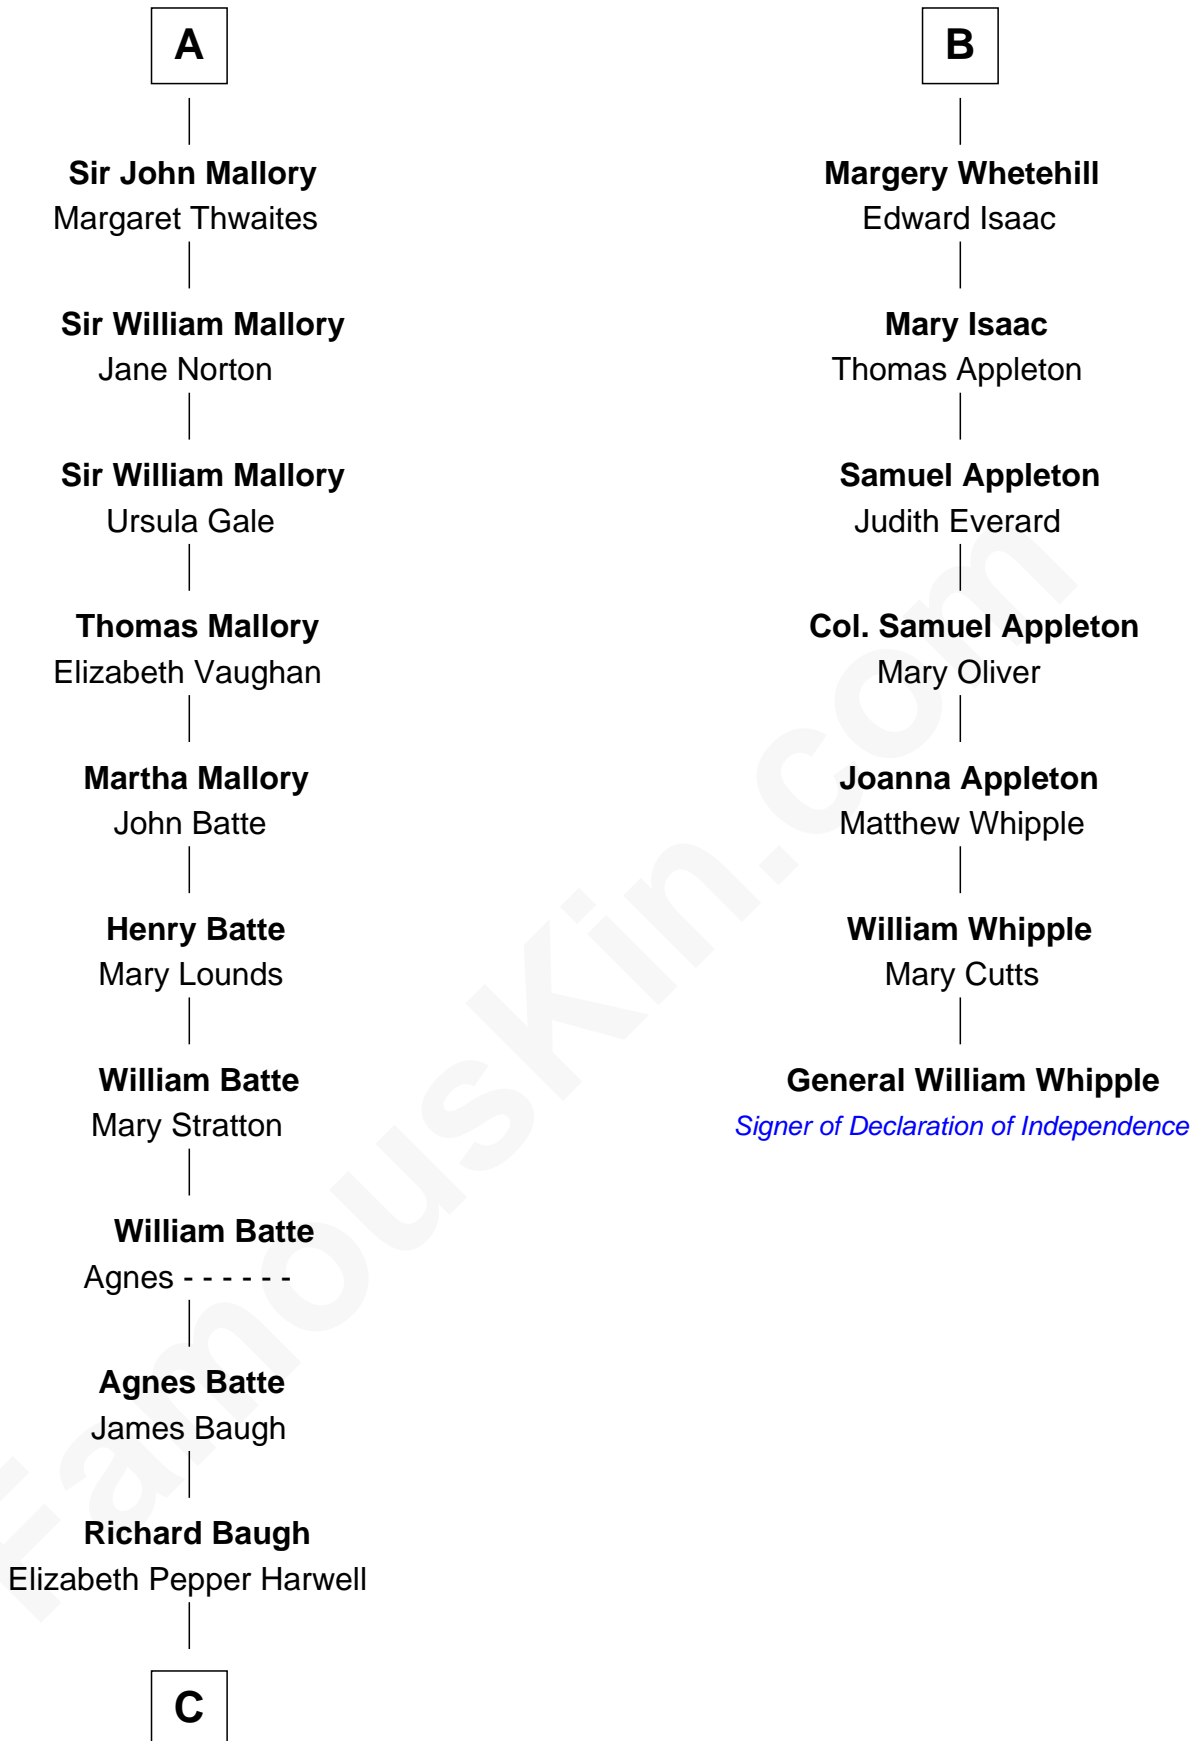 A
Sir John Mallory
Margaret Thwaites
Sir William Mallory
Jane Norton
Sir William Mallory
Ursula Gale
Thomas Mallory
Elizabeth Vaughan
Martha Mallory
John Batte
Henry Batte
Mary Lounds
William Batte
Mary Stratton
William Batte
Agnes - - - - - -
Agnes Batte
James Baugh
Richard Baugh
Elizabeth Pepper Harwell
C
B
Margery Whetehill
Edward Isaac
Mary Isaac
Thomas Appleton
Samuel Appleton
Judith Everard
Col. Samuel Appleton
Mary Oliver
Joanna Appleton
Matthew Whipple
William Whipple
Mary Cutts
General William Whipple
Signer of Declaration of Independence
FamousKin.com